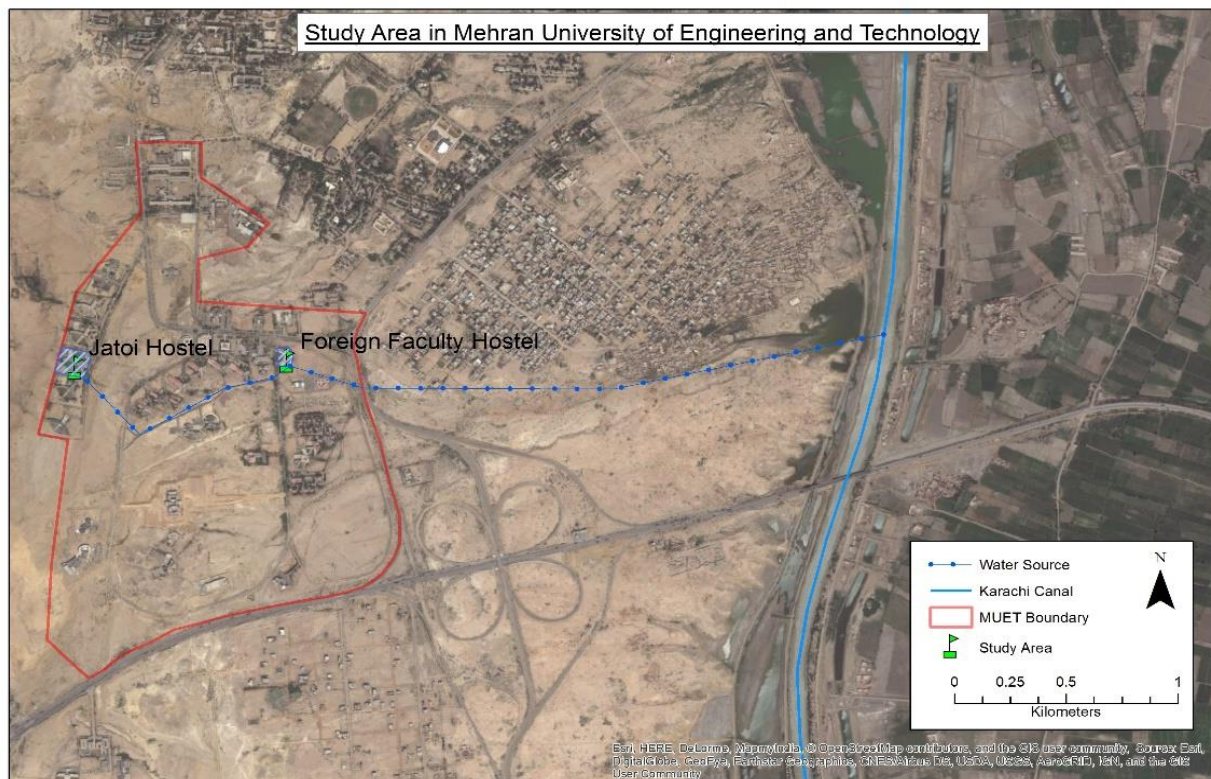 Study Area in Mehran University of Engineering and Technology
Jatoi Hostel
Foreign Faculty Hostel
N
Water Source
Karachi Canal
MUET Boundary
Study Area
0 0.25 0.5 1
Kilometers
Esri, HERE, DeLorme, MapmyIndia, © OpenStreetMap contributors, and the GIS user community, Source: Esri,
DigitalGlobe, GeoEye, Earthstar Geographics, CNES/Airbus DS, USDA, USGS, AeroGRID, IGN, and the GIS
User Community